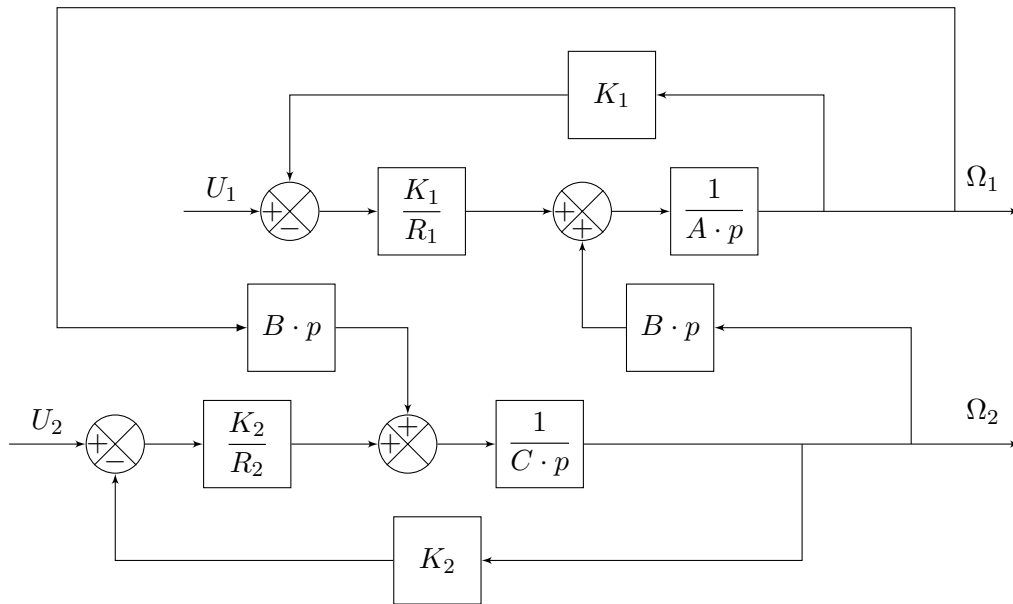 K₁
U₁
+
−
K₁
R₁
+
+
1
A · p
Ω₁
B · p
B · p
U₂
+
−
K₂
R₂
+
+
1
C · p
Ω₂
K₂